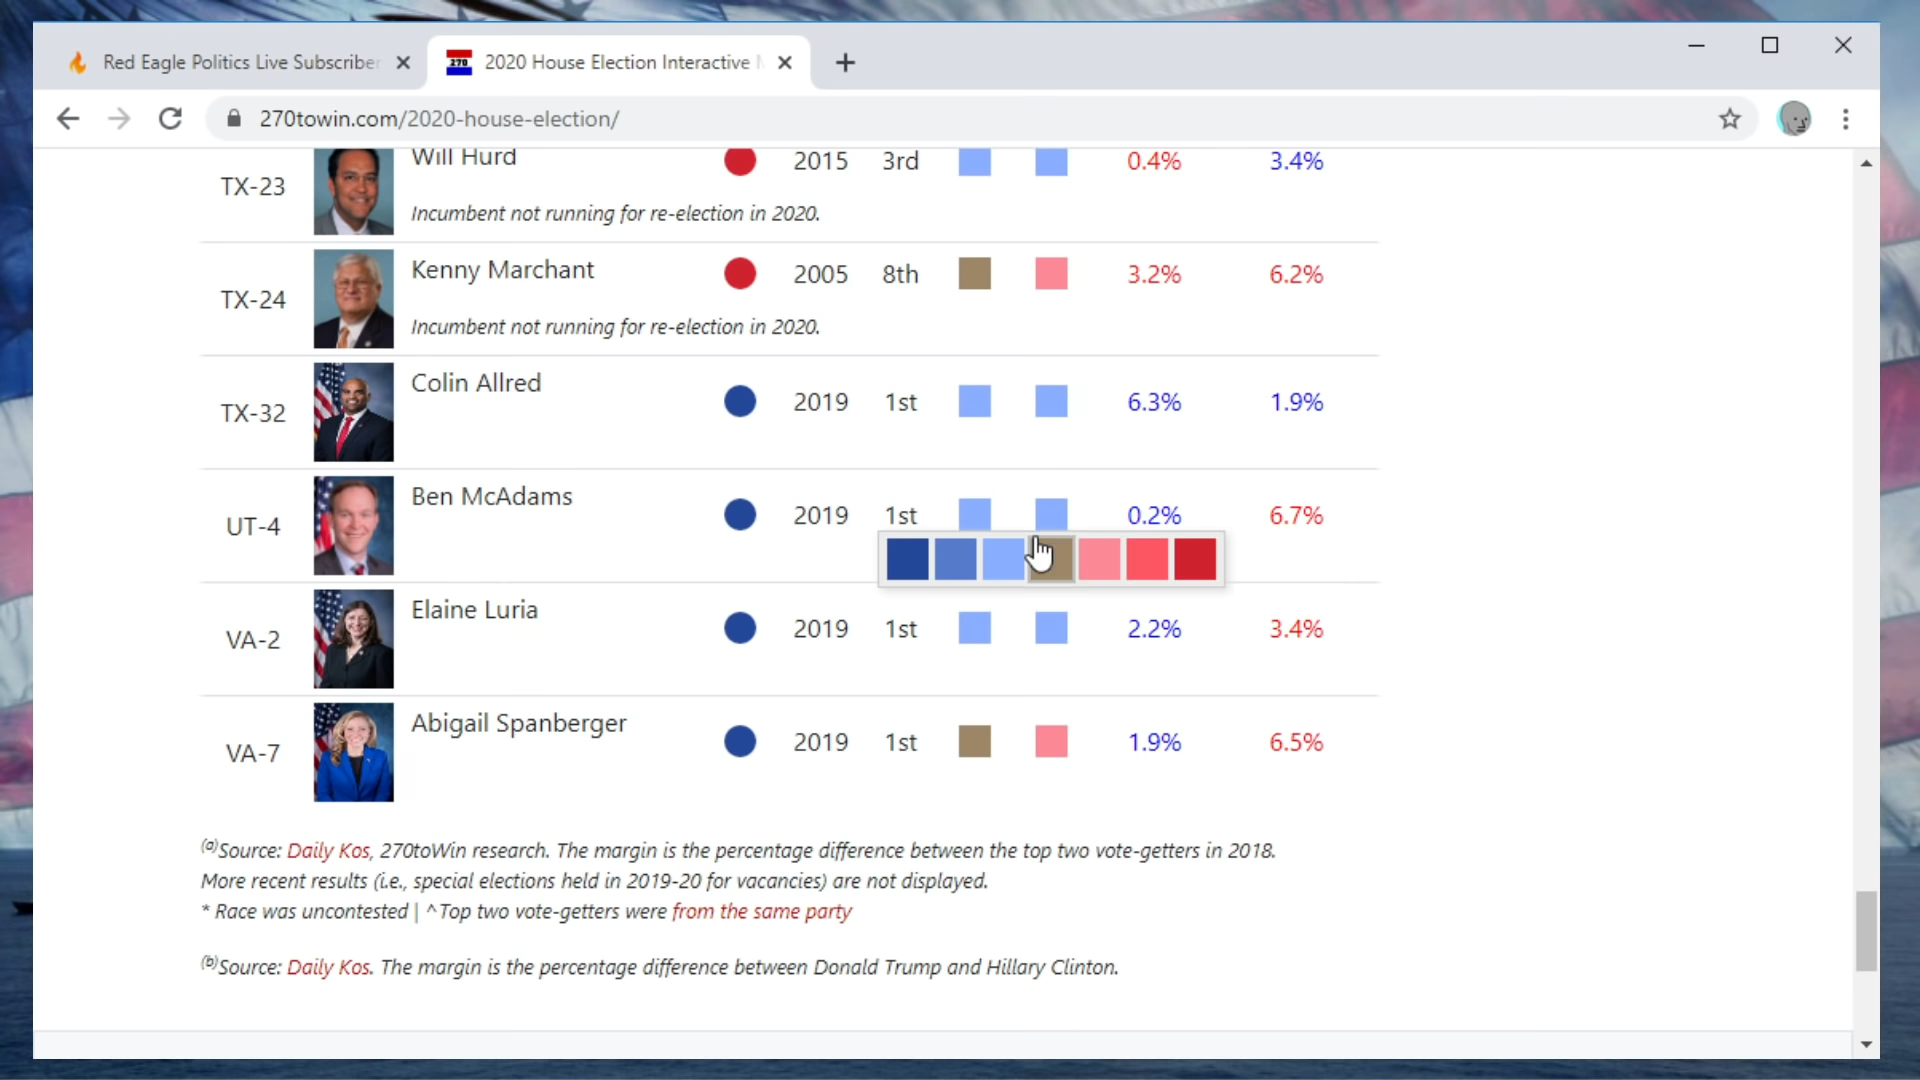 Red Eagle Politics Live Subscriber
2020 House Election Interactive M
270towin.com/2020-house-election/
TX-23 Will Hurd 2015 3rd 0.4% 3.4%
Incumbent not running for re-election in 2020.
TX-24 Kenny Marchant 2005 8th 3.2% 6.2%
Incumbent not running for re-election in 2020.
TX-32 Colin Allred 2019 1st 6.3% 1.9%
UT-4 Ben McAdams 2019 1st 0.2% 6.7%
VA-2 Elaine Luria 2019 1st 2.2% 3.4%
VA-7 Abigail Spanberger 2019 1st 1.9% 6.5%
(a)Source: Daily Kos, 270toWin research. The margin is the percentage difference between the top two vote-getters in 2018.
More recent results (i.e., special elections held in 2019-20 for vacancies) are not displayed.
* Race was uncontested | ^Top two vote-getters were from the same party
(b)Source: Daily Kos. The margin is the percentage difference between Donald Trump and Hillary Clinton.